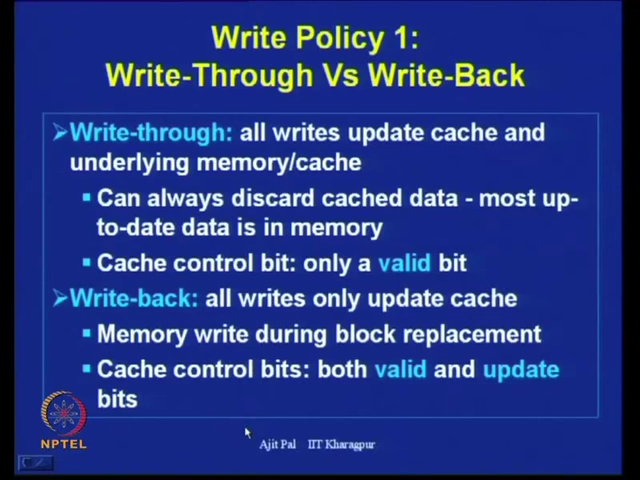 Write Policy 1:
Write-Through Vs Write-Back
Write-through: all writes update cache and
underlying memory/cache
Can always discard cached data - most up-
to-date data is in memory
Cache control bit: only a valid bit
Write-back: all writes only update cache
Memory write during block replacement
Cache control bits: both valid and update
bits
NPTEL
Ajit Pal IIT Kharagpur